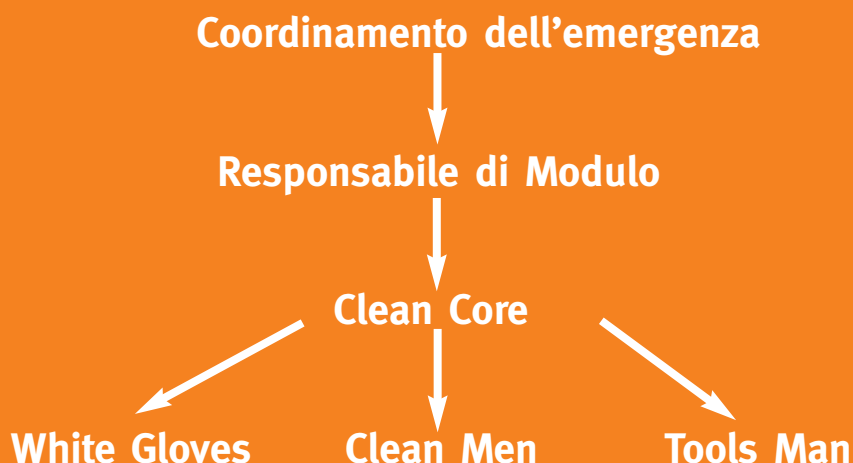 Coordinamento dell'emergenza
Responsabile di Modulo
Clean Core
White Gloves Clean Men Tools Man